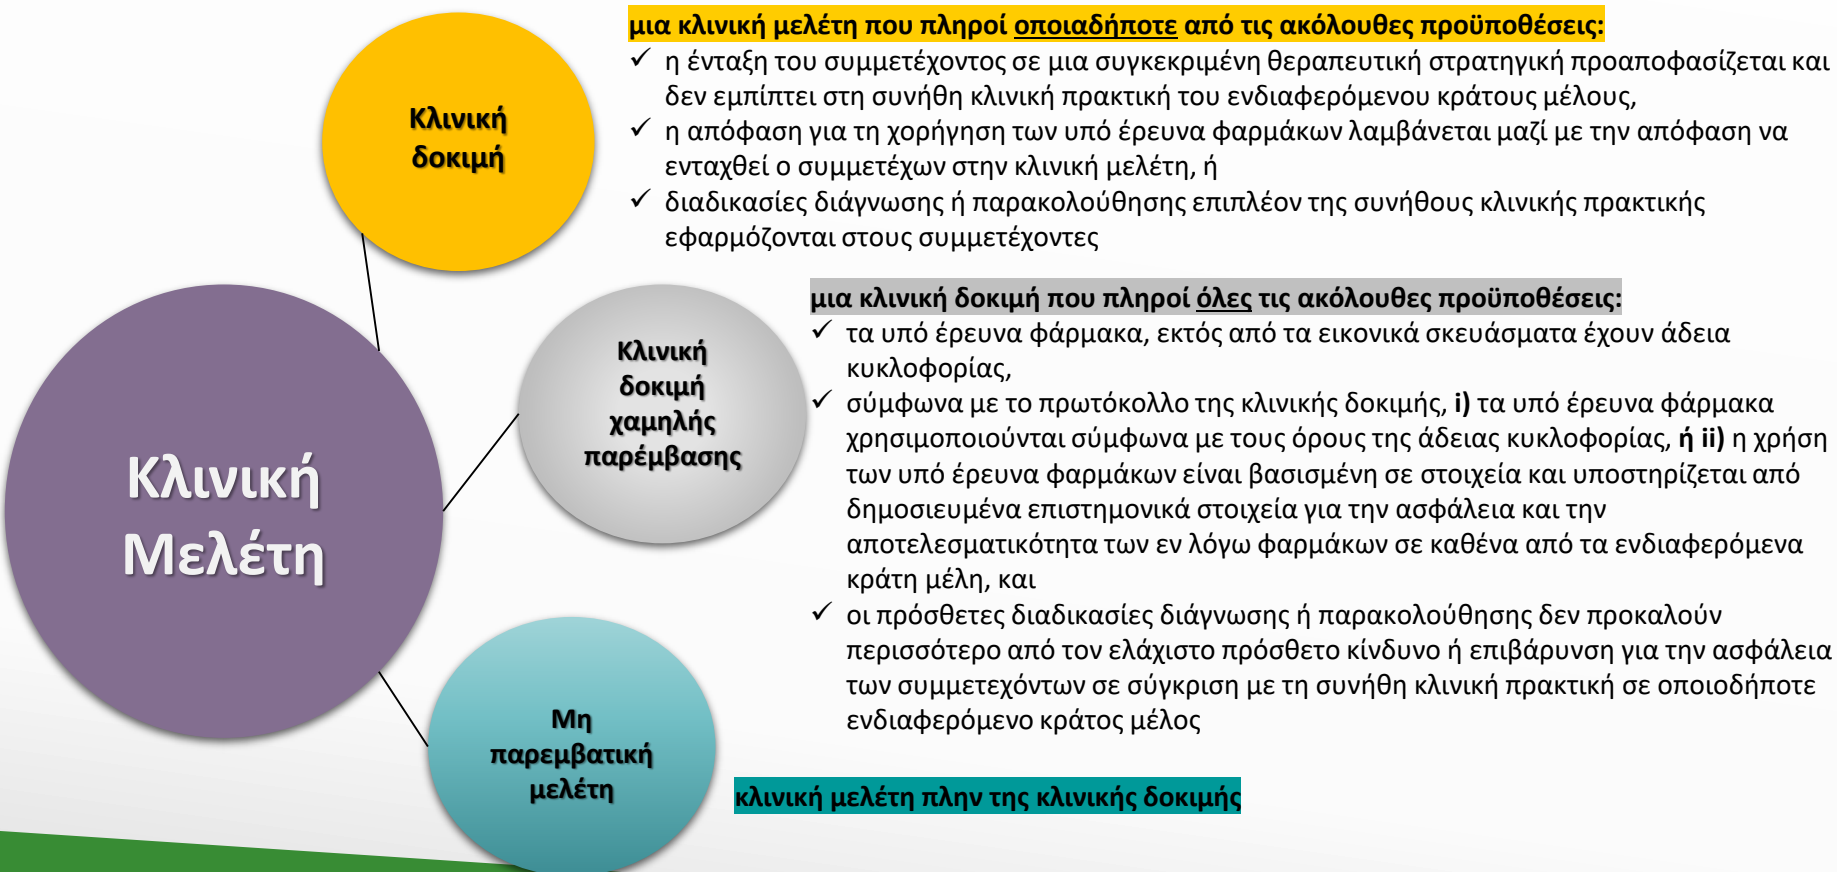 μια κλινική μελέτη που πληροί οποιαδήποτε από τις ακόλουθες προϋποθέσεις:
✓ η ένταξη του συμμετέχοντος σε μια συγκεκριμένη θεραπευτική στρατηγική προαποφασίζεται και
δεν εμπίπτει στη συνήθη κλινική πρακτική του ενδιαφερόμενου κράτους μέλους,
✓ η απόφαση για τη χορήγηση των υπό έρευνα φαρμάκων λαμβάνεται μαζί με την απόφαση να
ενταχθεί ο συμμετέχων στην κλινική μελέτη, ή
✓ διαδικασίες διάγνωσης ή παρακολούθησης επιπλέον της συνήθους κλινικής πρακτικής
εφαρμόζονται στους συμμετέχοντες
Κλινική
δοκιμή
μια κλινική δοκιμή που πληροί όλες τις ακόλουθες προϋποθέσεις:
✓ τα υπό έρευνα φάρμακα, εκτός από τα εικονικά σκευάσματα έχουν άδεια
κυκλοφορίας,
✓ σύμφωνα με το πρωτόκολλο της κλινικής δοκιμής, i) τα υπό έρευνα φάρμακα
χρησιμοποιούνται σύμφωνα με τους όρους της άδειας κυκλοφορίας, ή ii) η χρήση
των υπό έρευνα φαρμάκων είναι βασισμένη σε στοιχεία και υποστηρίζεται από
δημοσιευμένα επιστημονικά στοιχεία για την ασφάλεια και την
αποτελεσματικότητα των εν λόγω φαρμάκων σε καθένα από τα ενδιαφερόμενα
κράτη μέλη, και
✓ οι πρόσθετες διαδικασίες διάγνωσης ή παρακολούθησης δεν προκαλούν
περισσότερο από τον ελάχιστο πρόσθετο κίνδυνο ή επιβάρυνση για την ασφάλεια
των συμμετεχόντων σε σύγκριση με τη συνήθη κλινική πρακτική σε οποιοδήποτε
ενδιαφερόμενο κράτος μέλος
Κλινική
δοκιμή
χαμηλής
παρέμβασης
Κλινική
Μελέτη
Μη
παρεμβατική
μελέτη
κλινική μελέτη πλην της κλινικής δοκιμής